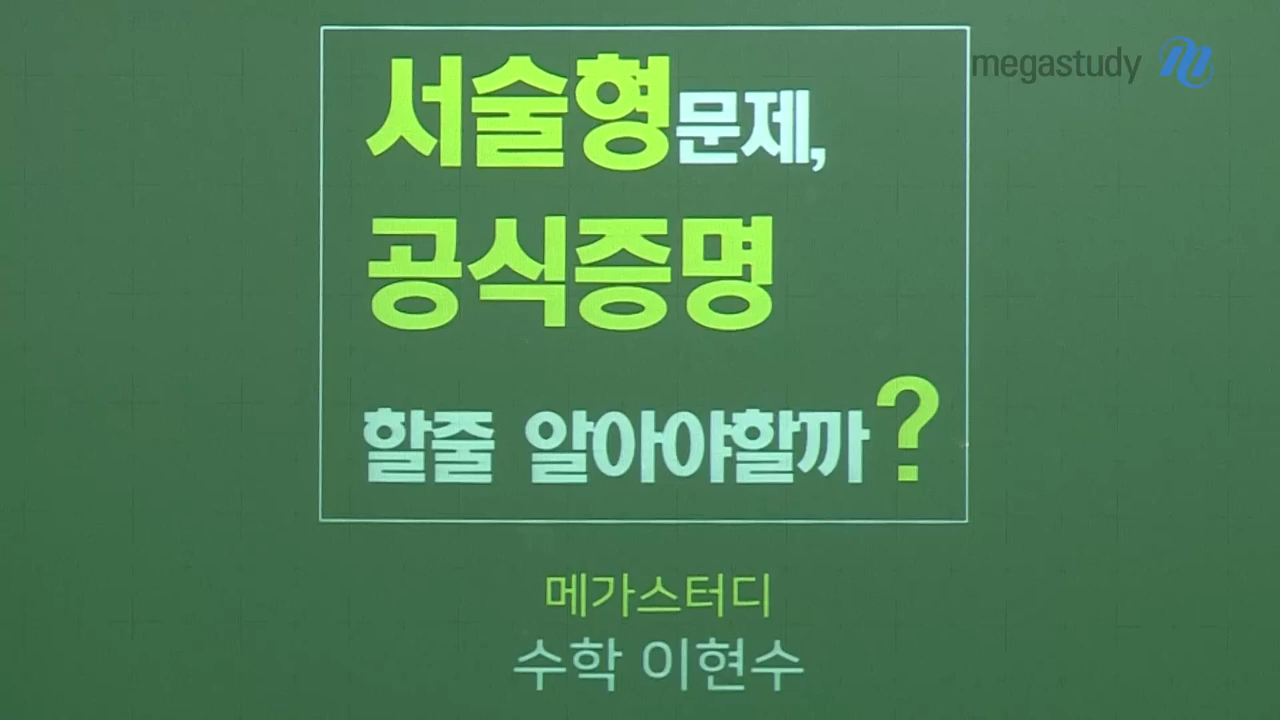 megastudy
서술형문제,
공식증명
할줄 알아야할까?
메가스터디
수학 이현수